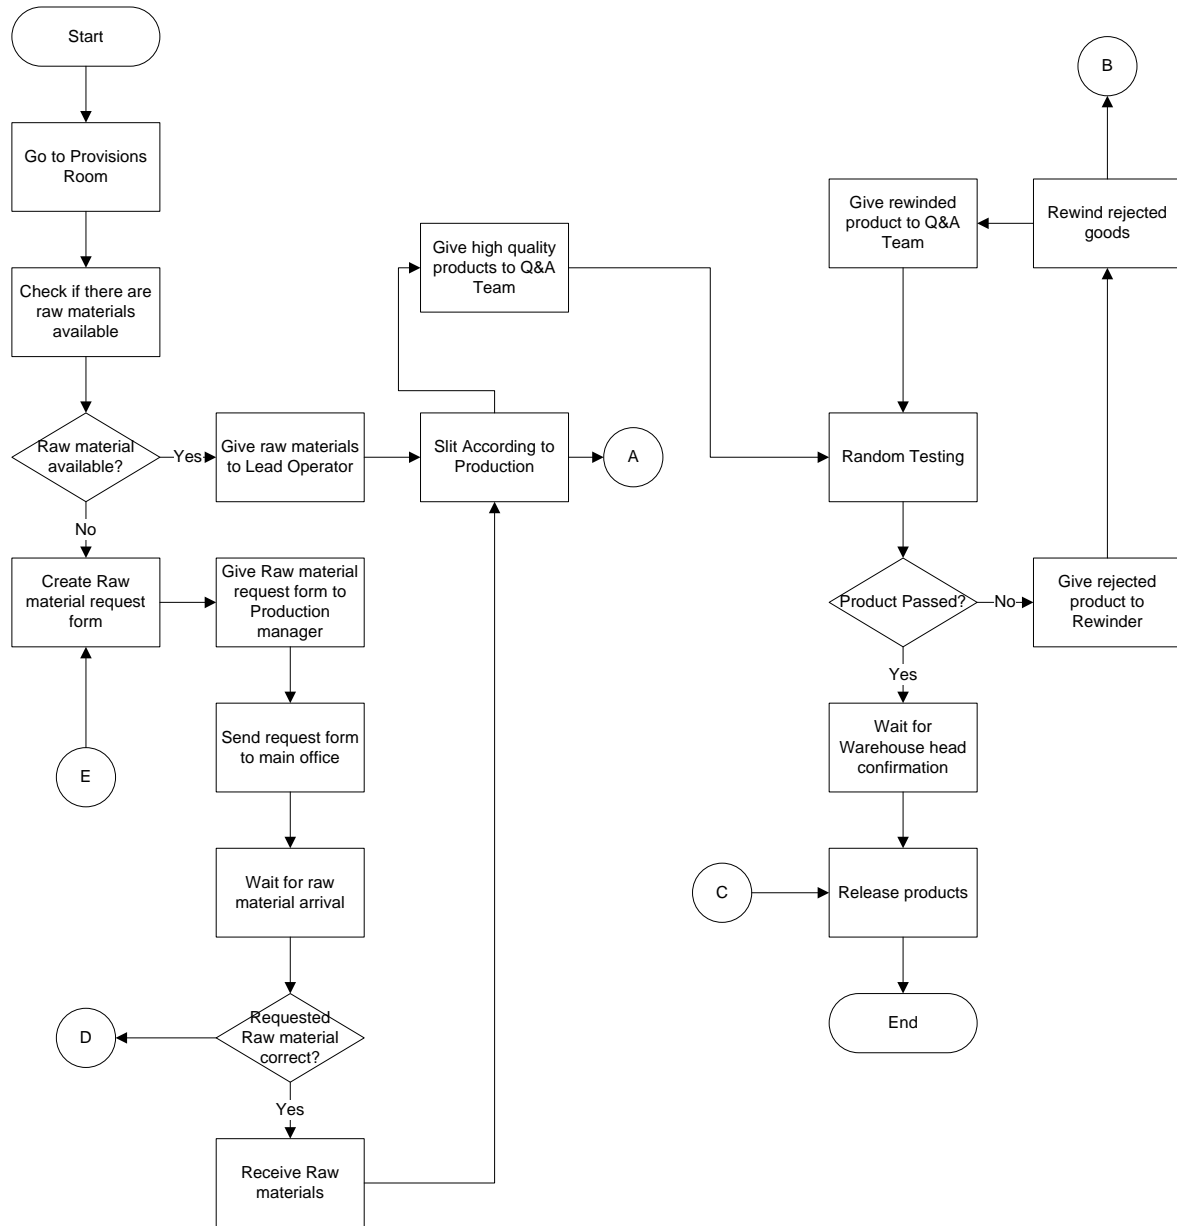 Start
Go to Provisions
Room
Check if there are
raw materials
available
Raw material
available?
Yes
No
Give raw materials
to Lead Operator
Slit According to
Production
A
Give high quality
products to Q&A
Team
Create Raw
material request
form
E
Give Raw material
request form to
Production
manager
Send request form
to main office
Wait for raw
material arrival
Requested
Raw material
correct?
D
Yes
Receive Raw
materials
B
Rewind rejected
goods
Give rewinded
product to Q&A
Team
Random Testing
Product Passed?
No
Give rejected
product to
Rewinder
Yes
Wait for
Warehouse head
confirmation
C
Release products
End